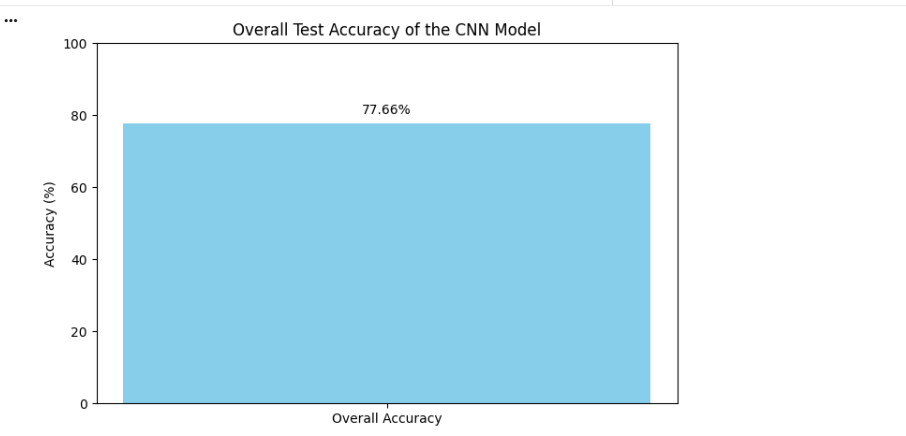 ...
Overall Test Accuracy of the CNN Model
100
77.66%
80
60
Accuracy (%)
40
20
0
Overall Accuracy